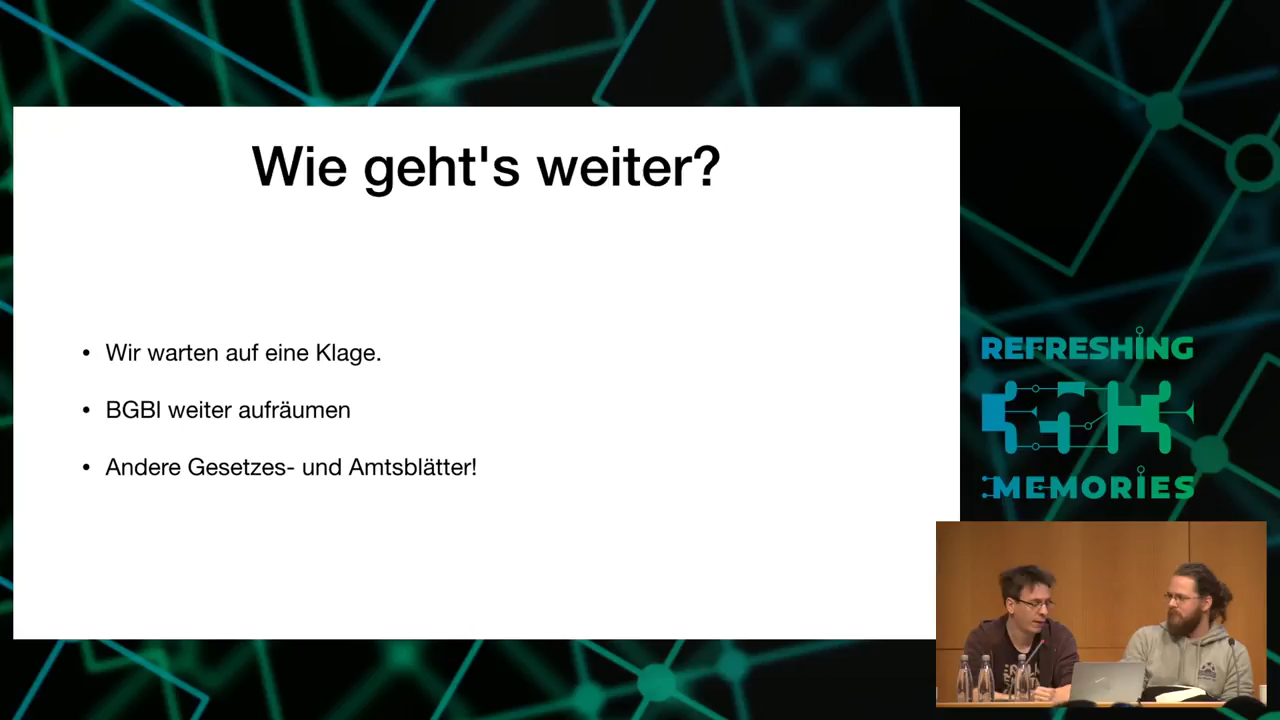 Wie geht's weiter?
• Wir warten auf eine Klage.
• BGBl weiter aufräumen
• Andere Gesetzes- und Amtsblätter!
REFRESHING
MEMORIES